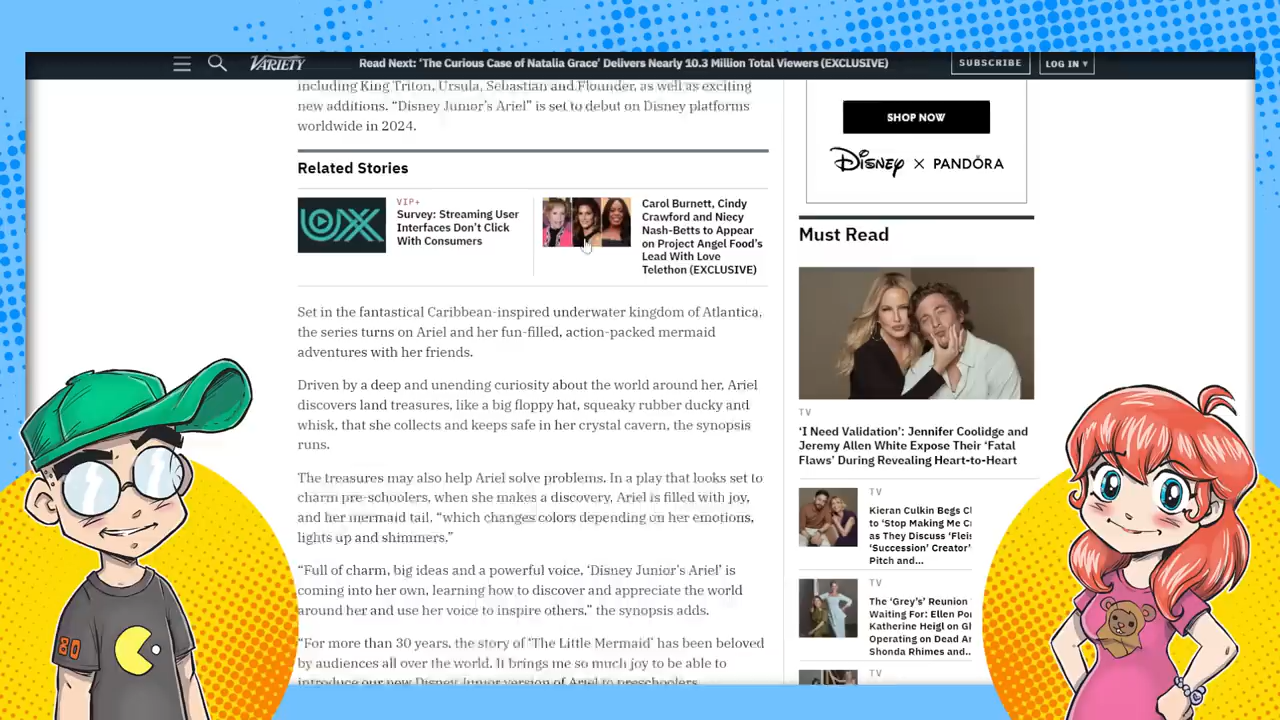 VARIETY
Read Next: ‘The Curious Case of Natalia Grace’ Delivers Nearly 10.3 Million Total Viewers (EXCLUSIVE)
SUBSCRIBE
LOG IN ▾
including King Triton, Ursula, Sebastian and Flounder, as well as exciting
new additions. “Disney Junior’s Ariel” is set to debut on Disney platforms
worldwide in 2024.
Related Stories
VIP+
Survey: Streaming User
Interfaces Don’t Click
With Consumers
Carol Burnett, Cindy
Crawford and Niecy
Nash-Betts to Appear
on Project Angel Food’s
Lead With Love
Telethon (EXCLUSIVE)
Set in the fantastical Caribbean-inspired underwater kingdom of Atlantica,
the series turns on Ariel and her fun-filled, action-packed mermaid
adventures with her friends.
Driven by a deep and unending curiosity about the world around her, Ariel
discovers land treasures, like a big floppy hat, squeaky rubber ducky and
whisk, that she collects and keeps safe in her crystal cavern, the synopsis
runs.
The treasures may also help Ariel solve problems. In a play that looks set to
charm pre-schoolers, when she makes a discovery, Ariel is filled with joy,
and her mermaid tail, “which changes colors depending on her emotions,
lights up and shimmers.”
“Full of charm, big ideas and a powerful voice, ‘Disney Junior’s Ariel’ is
coming into her own, learning how to discover and appreciate the world
around her and use her voice to inspire others,” the synopsis adds.
“For more than 30 years, the story of ‘The Little Mermaid’ has been beloved
by audiences all over the world. It brings me so much joy to be able to
introduce our new Disney Junior version of Ariel to preschoolers
SHOP NOW
Disney × PANDORA
Must Read
TV
‘I Need Validation’: Jennifer Coolidge and
Jeremy Allen White Expose Their ‘Fatal
Flaws’ During Revealing Heart-to-Heart
TV
Kieran Culkin Begs Cl
to ‘Stop Making Me C
as They Discuss ‘Fleis
‘Succession’ Creator’
Pitch and...
TV
The ‘Grey’s’ Reunion
Waiting For: Ellen Po
Katherine Heigl on G
Operating on Dead A
Shonda Rhimes and..
TV
80